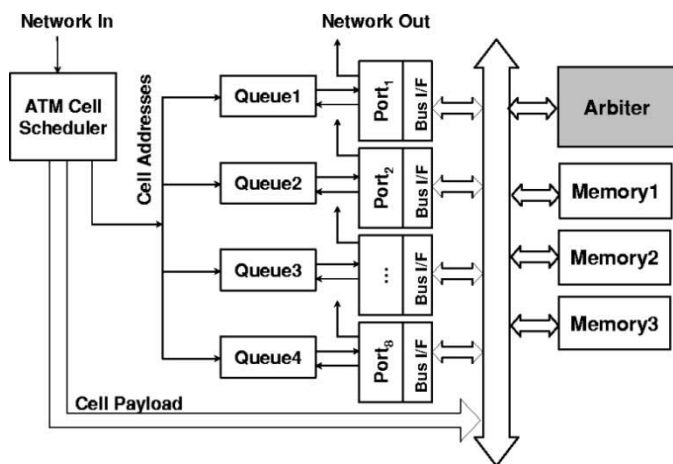 Network In
Network Out
ATM Cell
Scheduler
Cell Addresses
Queue1
Port1
Bus I/F
Arbiter
Queue2
Port2
Bus I/F
Memory1
Queue3
...
Bus I/F
Memory2
Queue4
Port8
Bus I/F
Memory3
Cell Payload